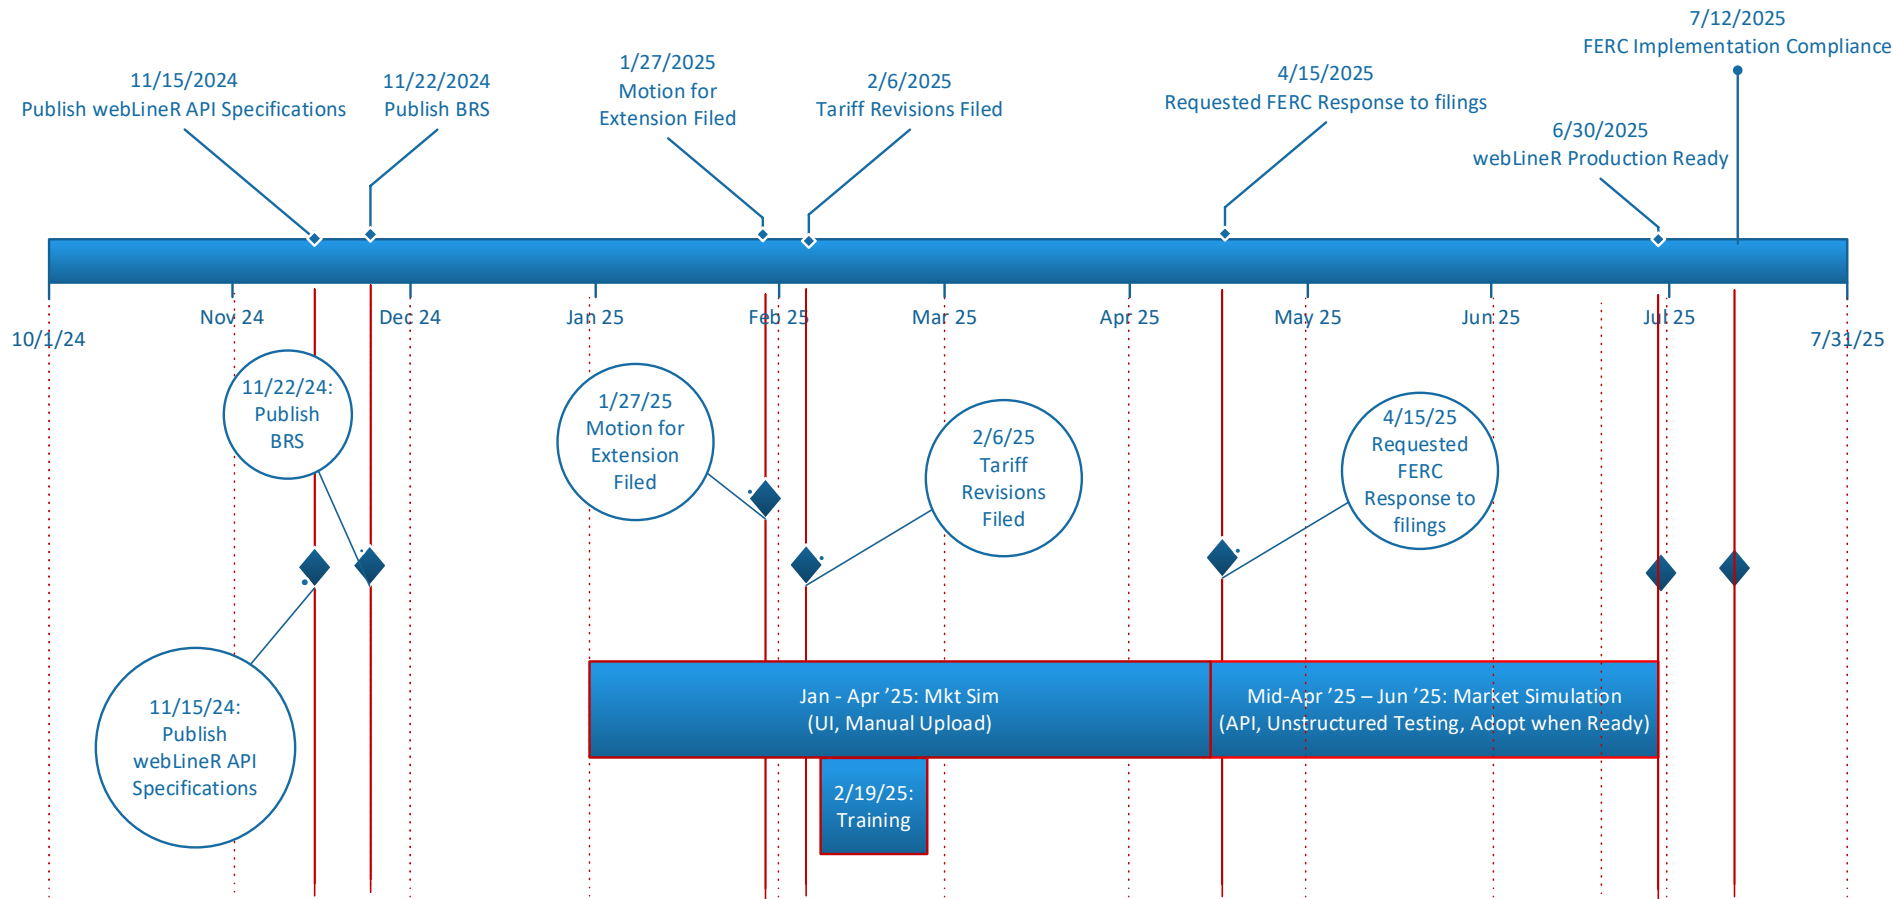 7/12/2025
FERC Implementation Compliance
11/15/2024
Publish webLineR API Specifications
11/22/2024
Publish BRS
1/27/2025
Motion for
Extension Filed
2/6/2025
Tariff Revisions Filed
4/15/2025
Requested FERC Response to filings
6/30/2025
webLineR Production Ready
10/1/24
Nov 24
Dec 24
Jan 25
Feb 25
Mar 25
Apr 25
May 25
Jun 25
Jul 25
7/31/25
11/22/24:
Publish
BRS
1/27/25
Motion for
Extension
Filed
2/6/25
Tariff
Revisions
Filed
4/15/25
Requested
FERC
Response to
filings
11/15/24:
Publish
webLineR API
Specifications
Jan - Apr ’25: Mkt Sim
(UI, Manual Upload)
Mid-Apr ’25 – Jun ’25: Market Simulation
(API, Unstructured Testing, Adopt when Ready)
2/19/25:
Training